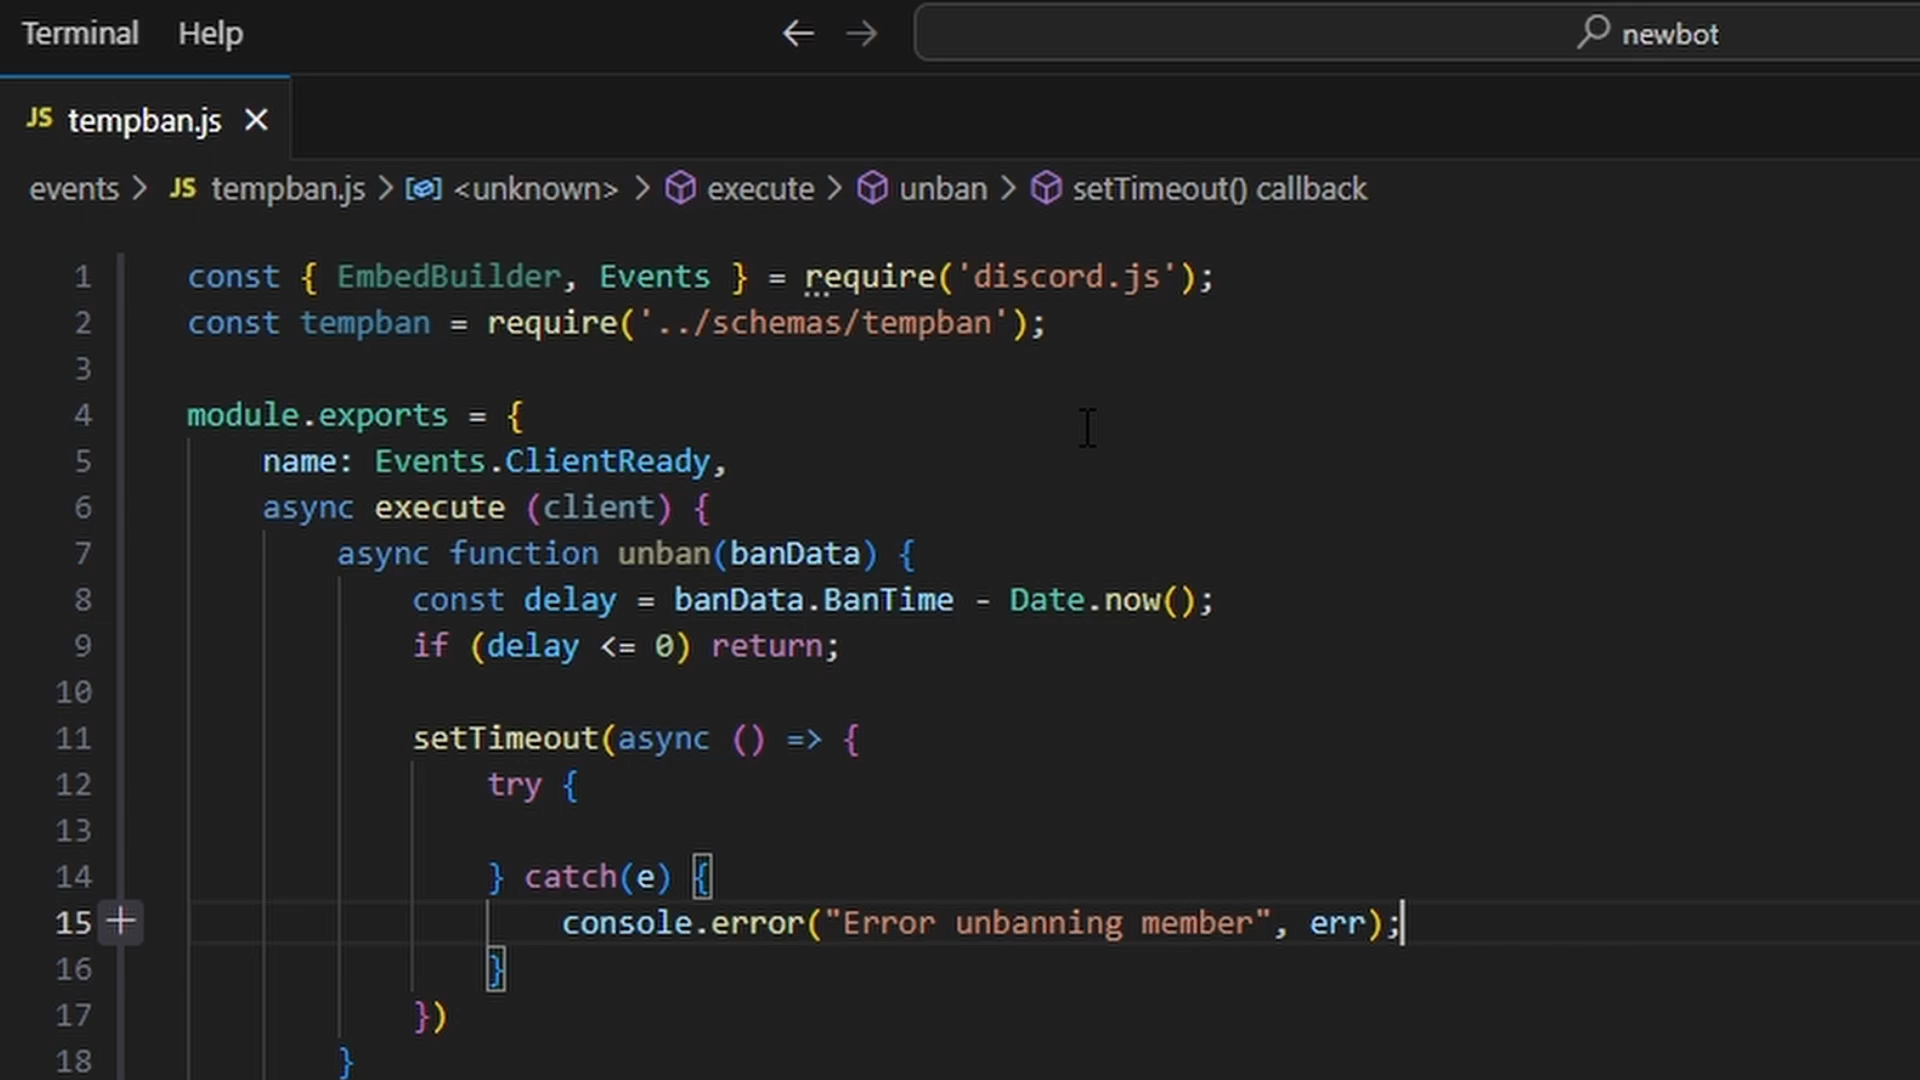 Terminal Help newbot
JS tempban.js
events > JS tempban.js > <unknown> > execute > unban > setTimeout() callback
1 const { EmbedBuilder, Events } = require('discord.js');
2 const tempban = require('../schemas/tempban');
3
4 module.exports = {
5 name: Events.ClientReady,
6 async execute (client) {
7 async function unban(banData) {
8 const delay = banData.BanTime - Date.now();
9 if (delay <= 0) return;
10
11 setTimeout(async () => {
12 try {
13
14 } catch(e) {
15 console.error("Error unbanning member", err);
16 }
17 })
18 }